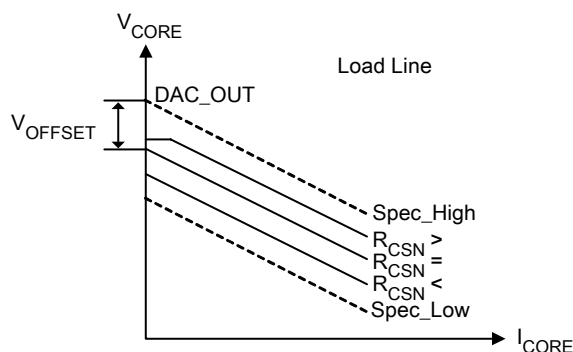 V_CORE
Load Line
DAC_OUT
V_OFFSET
Spec_High
R_CSN >
R_CSN =
R_CSN <
Spec_Low
I_CORE